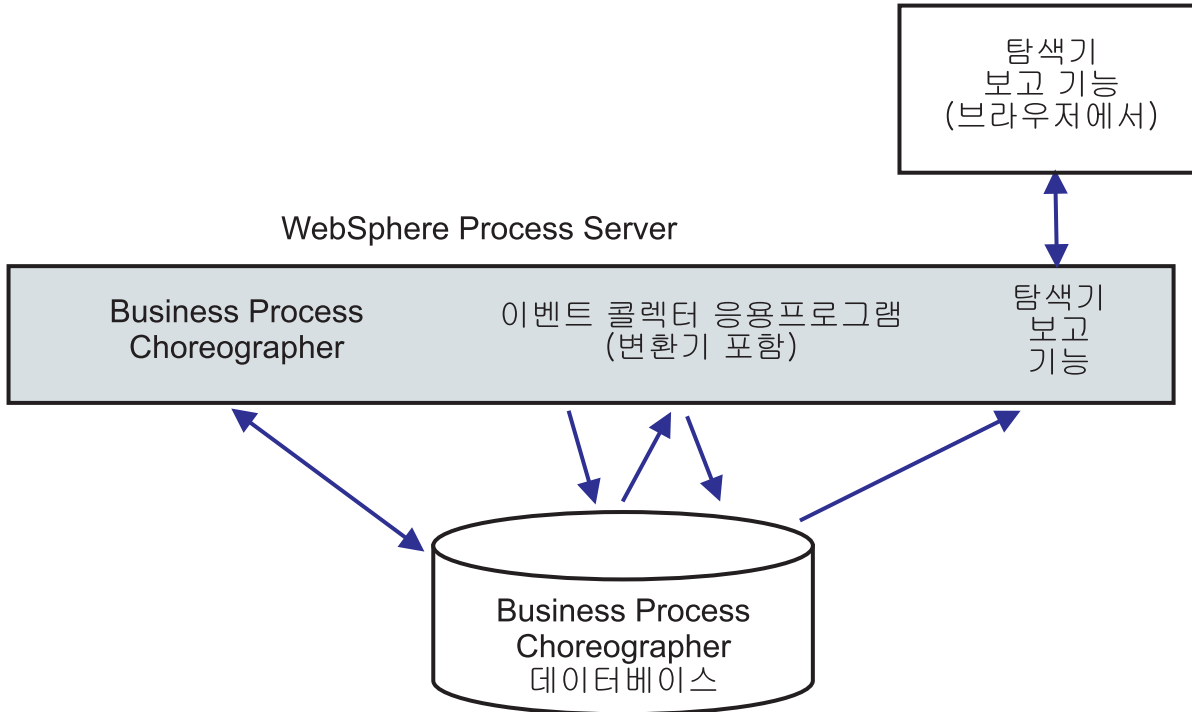 탐색기
보고 기능
(브라우저에서)
WebSphere Process Server
Business Process
Choreographer
이벤트 콜렉터 응용프로그램
(변환기 포함)
탐색기
보고
기능
Business Process
Choreographer
데이터베이스